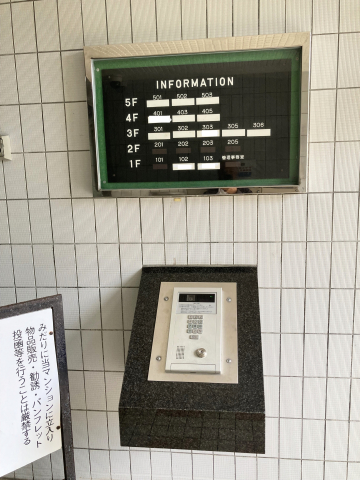 INFORMATION
5F 501 502 503
4F 401 403 405
3F 301 302 303 305 306
2F 201 202 203 205
1F 101 102 103
みだりに当マンションに立入り
物品販売・勧誘・パンフレット
投函等を行うことは厳禁する